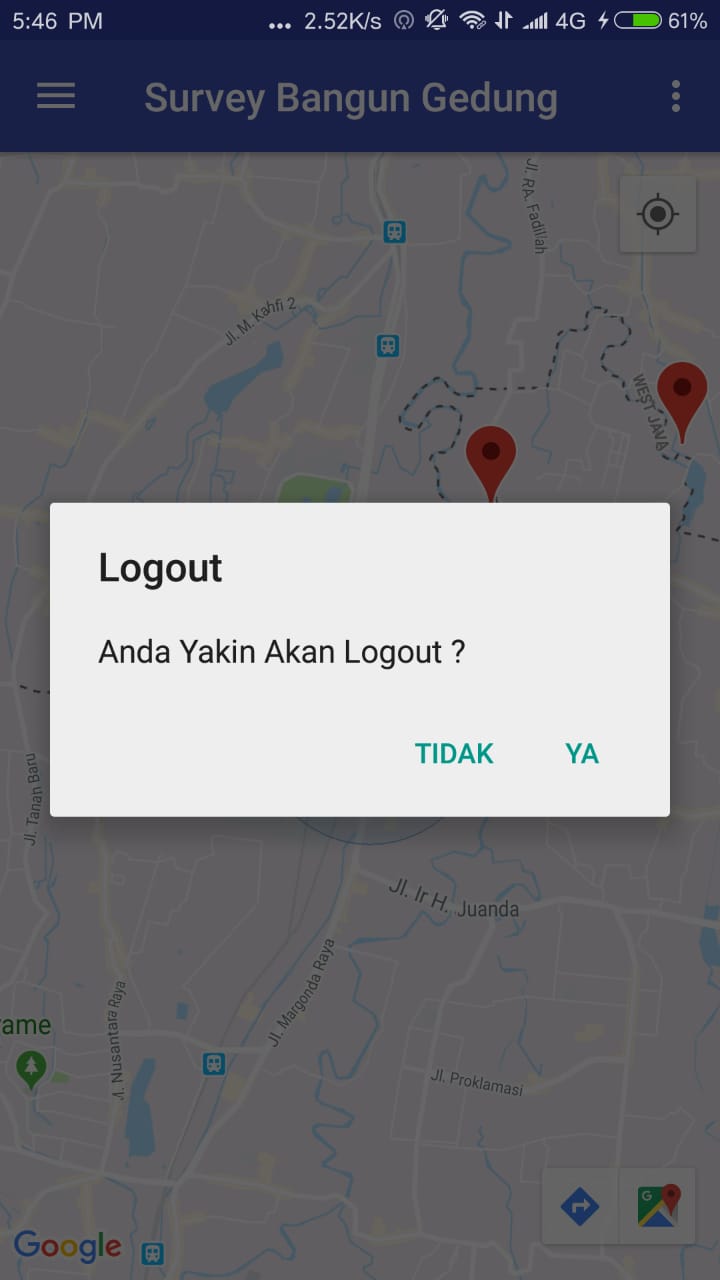 5:46 PM ... 2.52K/s 4G 61%
Survey Bangun Gedung
Jl. RA. Fadillah
Jl. M. Kahfi 2
WEST JAVA
Logout
Anda Yakin Akan Logout ?
TIDAK YA
Jl. Tanah Baru
Jl. Ir H. Juanda
Jl. Margonda Raya
ame
Jl. Nusantara Raya
Jl. Proklamasi
G
Google